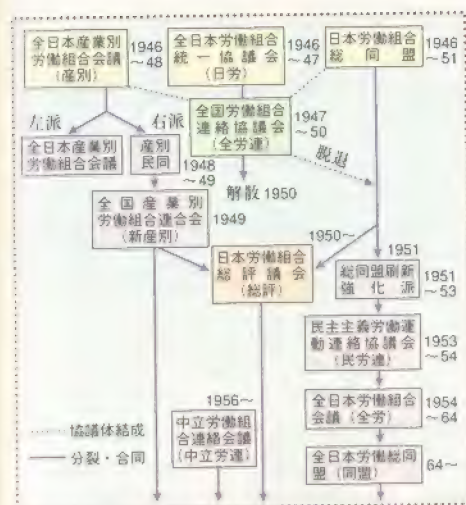 全日本産業別
労働組合会議
(産別)
1946
~48
全日本労働組合
統一協議会
(日労)
1946
~47
日本労働組合
総同盟
1946
~51
左派
右派
全国労働組合
連絡協議会
(全労連)
1947
~50
脱退
全日本産業別
労働組合会議
産別
民同
1948
~49
解散 1950
全国産業別
労働組合連合会
(新産別)
1949
1950~
日本労働組合
総評議会
(総評)
1951
総同盟刷新
強化派
1951
~53
民主主義労働運
動連絡協議会
(民労連)
1953
~54
1956~
中立労働組
合連絡会議
(中立労連)
全日本労働組合
会議(全労)
1954
~64
全日本労働総同
盟(同盟)
64~
協議体結成
分裂・合同